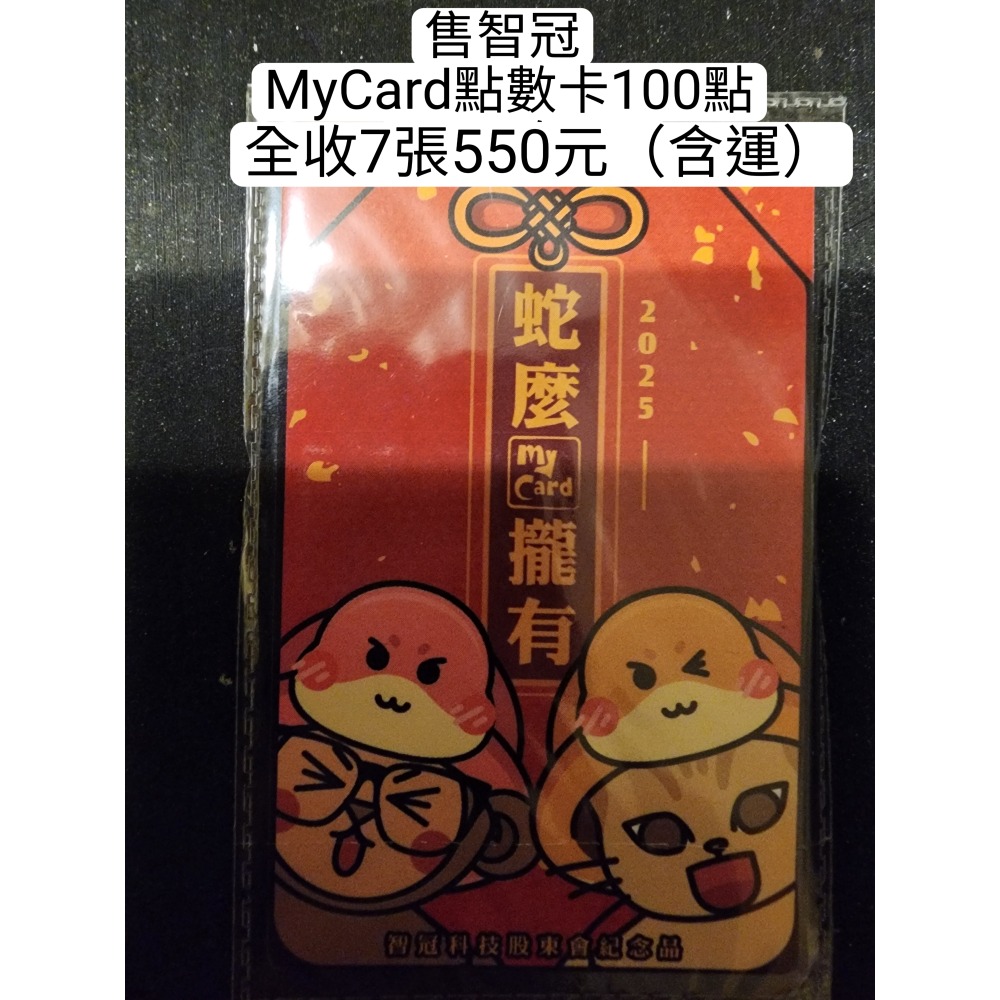 售智冠
MyCard點數卡100點
全收7張550元（含運）
蛇麼
my
Card
攏有
2025
智冠科技股東會紀念品